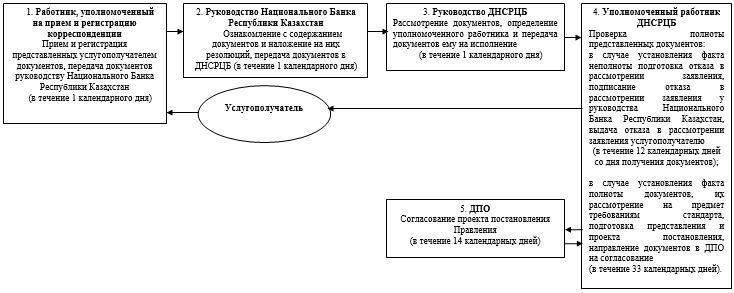 1. Работник, уполномоченный
на прием и регистрацию
корреспонденции
Прием и регистрация
представленных услугополучателем
документов, передача документов
руководству Национального Банка
Республики Казахстан
(в течение 1 календарного дня)
2. Руководство Национального Банка
Республики Казахстан
Ознакомление с содержанием
документов и наложение на них
резолюций, передача документов в
ДНСРЦБ (в течение 1 календарного дня)
3. Руководство ДНСРЦБ
Рассмотрение документов, определение
уполномоченного работника и передача
документов ему на исполнение
(в течение 1 календарного дня)
4. Уполномоченный работник
ДНСРЦБ
Проверка полноты
представленных документов:
в случае установления факта
неполноты подготовка отказа в
рассмотрении заявления,
подписание отказа в
рассмотрении заявления у
руководства Национального
Банка Республики Казахстан,
выдача отказа в рассмотрении
заявления услугополучателю
(в течение 12 календарных дней
со дня получения документов);
в случае установления факта
полноты документов, их
рассмотрение на предмет
требованиям стандарта,
подготовка представления и
проекта постановления,
направление документов в ДПО
на согласование
(в течение 33 календарных дней).
Услугополучатель
5. ДПО
Согласование проекта постановления
Правления
(в течение 14 календарных дней)